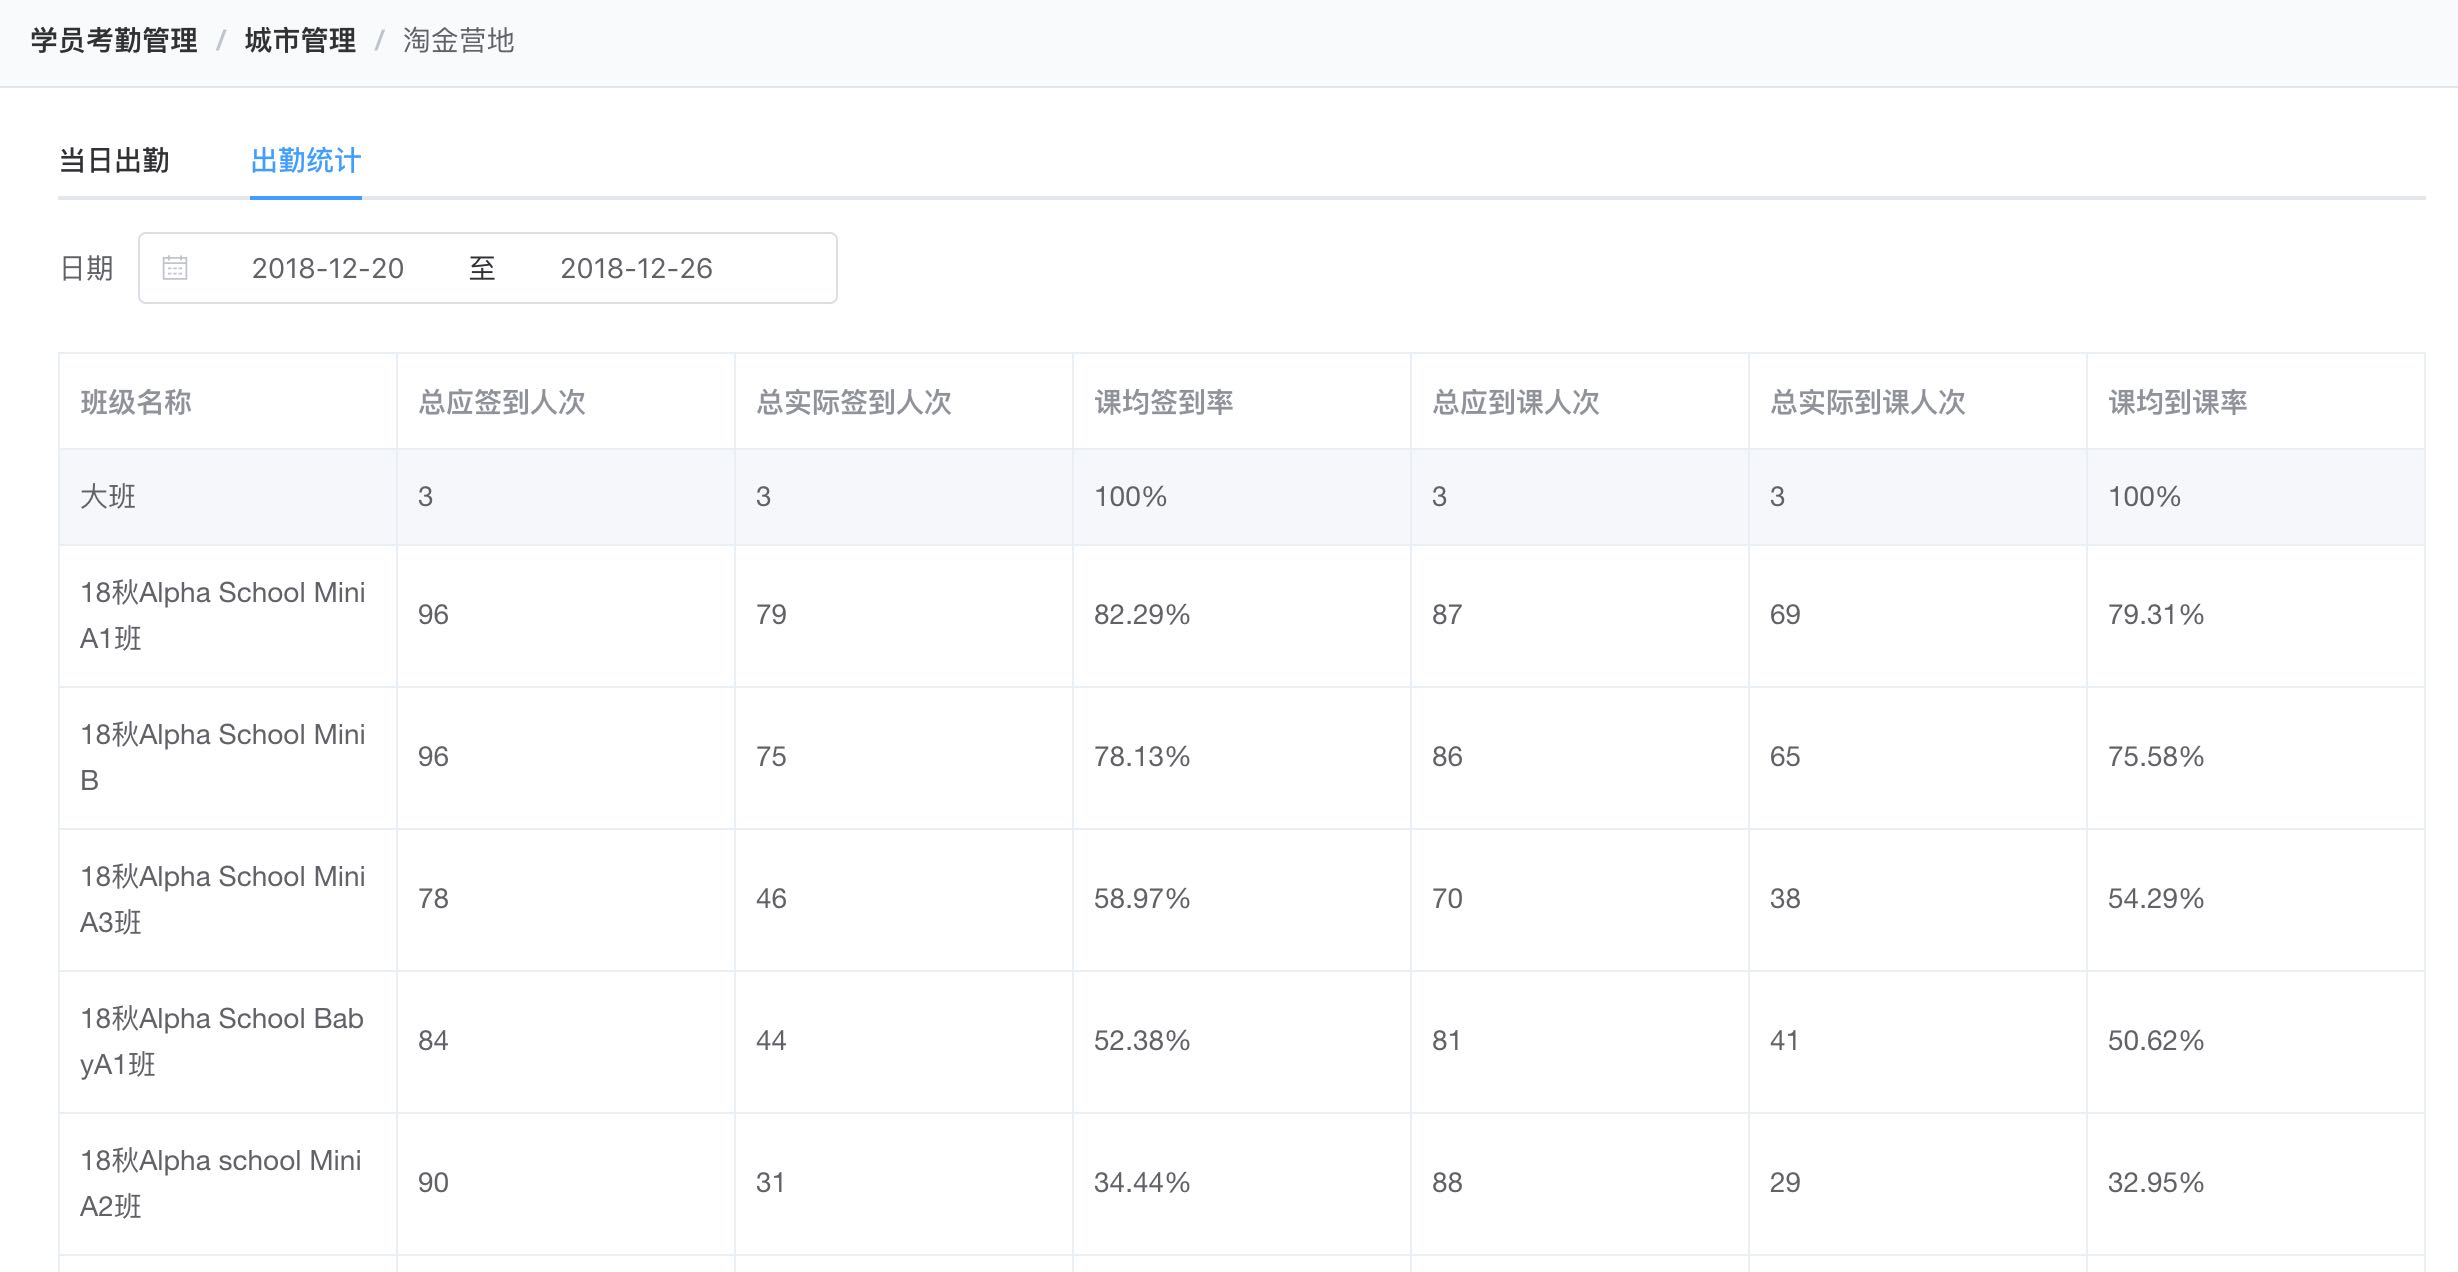 学员考勤管理 / 城市管理 / 淘金营地
当日出勤 出勤统计
日期 2018-12-20 至 2018-12-26
班级名称 总应签到人次 总实际签到人次 课均签到率 总应到课人次 总实际到课人次 课均到课率
大班 3 3 100% 3 3 100%
18秋Alpha School Mini
A1班 96 79 82.29% 87 69 79.31%
18秋Alpha School Mini
B 96 75 78.13% 86 65 75.58%
18秋Alpha School Mini
A3班 78 46 58.97% 70 38 54.29%
18秋Alpha School Bab
yA1班 84 44 52.38% 81 41 50.62%
18秋Alpha school Mini
A2班 90 31 34.44% 88 29 32.95%